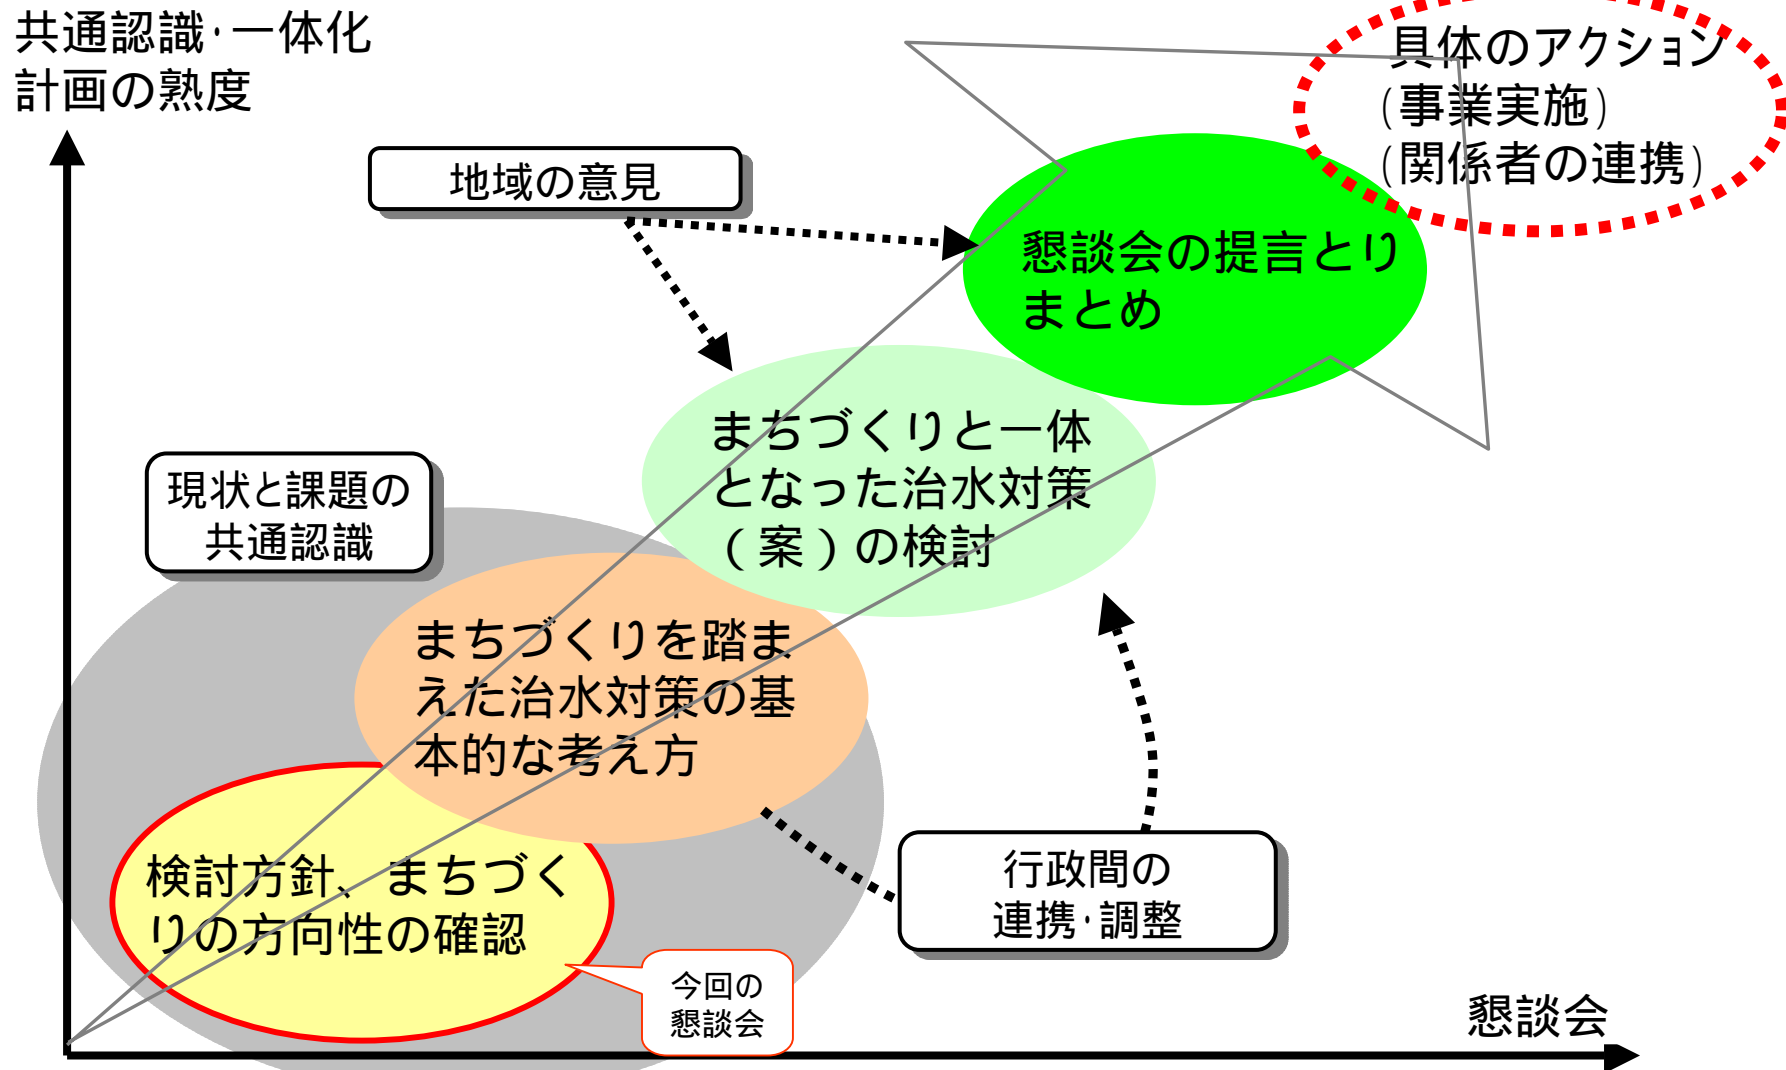 共通認識・一体化
計画の熟度
具体のアクション
(事業実施)
(関係者の連携)
地域の意見
懇談会の提言とり
まとめ
まちづくりと一体
となった治水対策
（案）の検討
現状と課題の
共通認識
まちづくりを踏ま
えた治水対策の基
本的な考え方
検討方針、まちづく
りの方向性の確認
行政間の
連携・調整
今回の
懇談会
懇談会